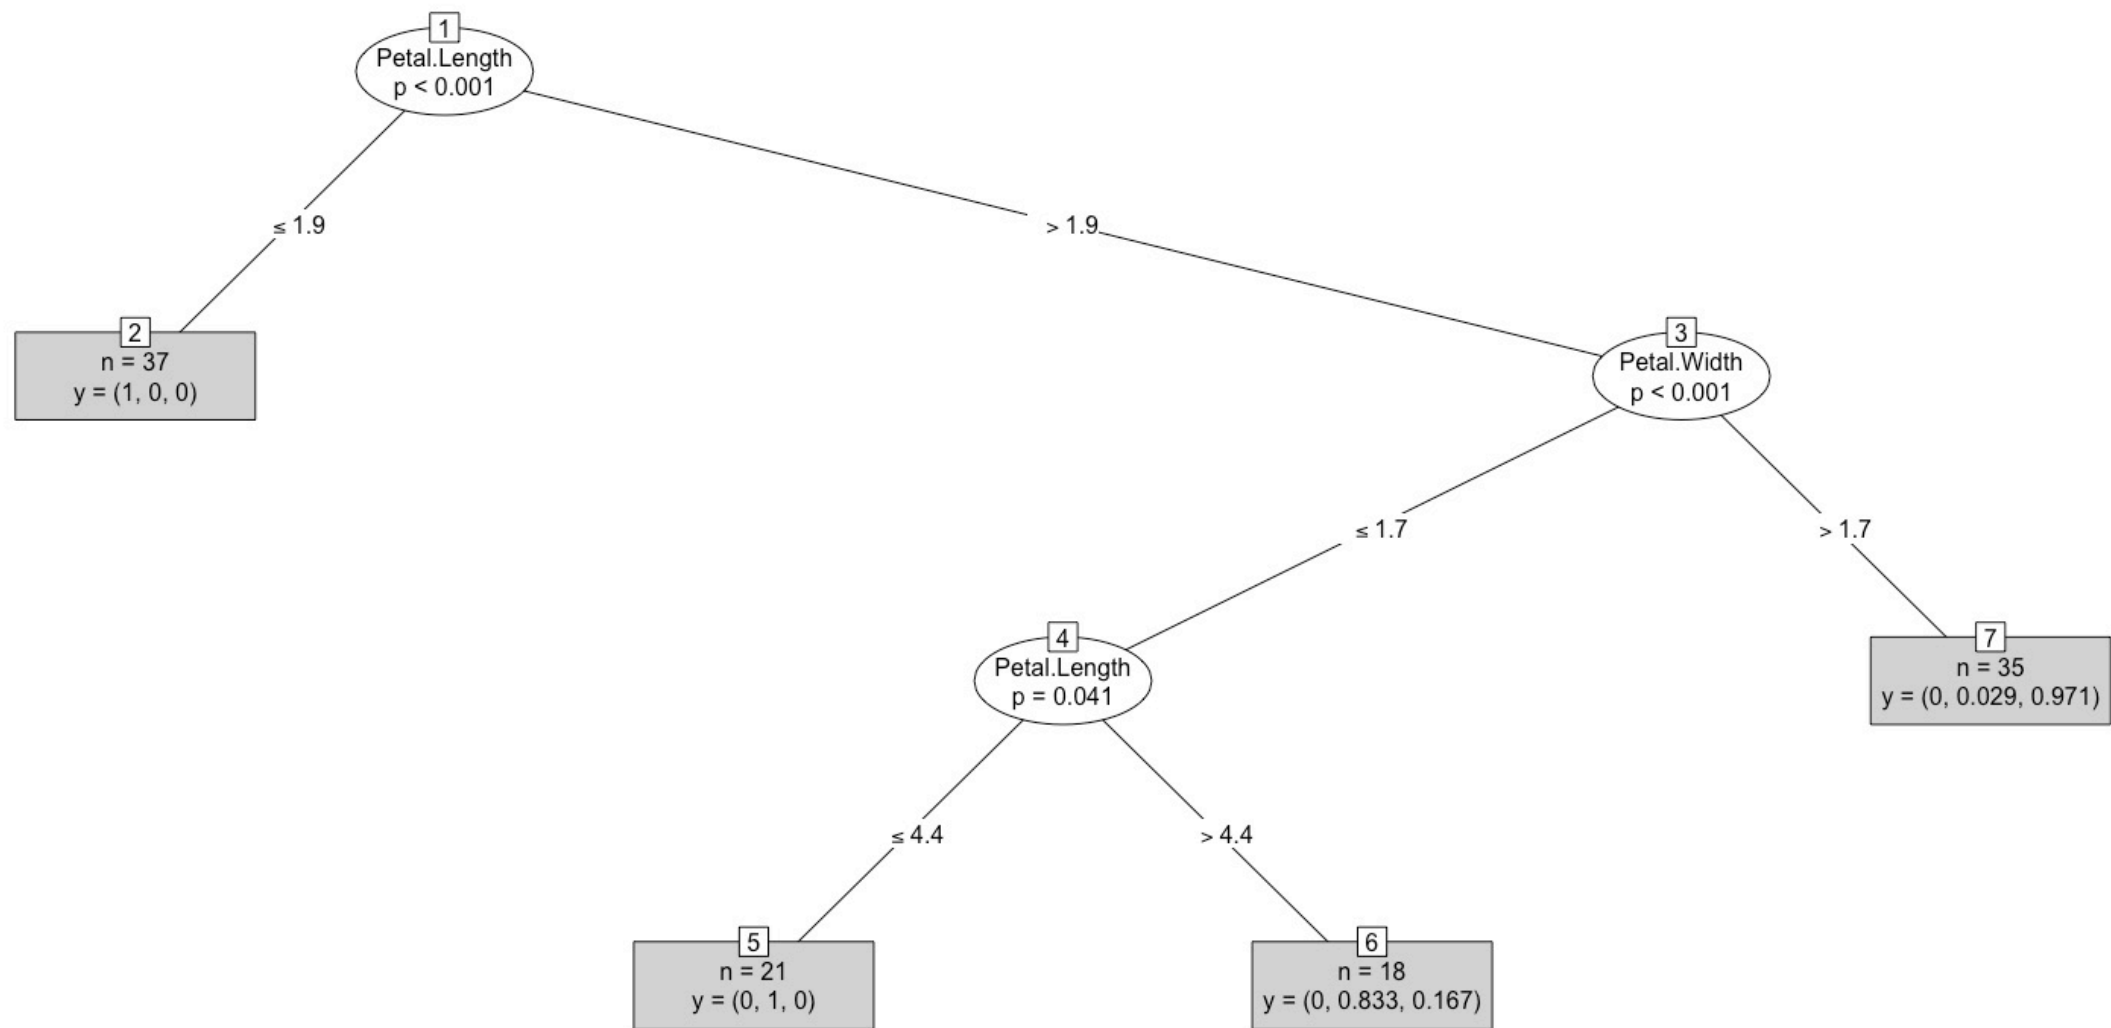 1
Petal.Length
p < 0.001
≤ 1.9
> 1.9
2
n = 37
y = (1, 0, 0)
3
Petal.Width
p < 0.001
≤ 1.7
> 1.7
4
Petal.Length
p = 0.041
7
n = 35
y = (0, 0.029, 0.971)
≤ 4.4
> 4.4
5
n = 21
y = (0, 1, 0)
6
n = 18
y = (0, 0.833, 0.167)